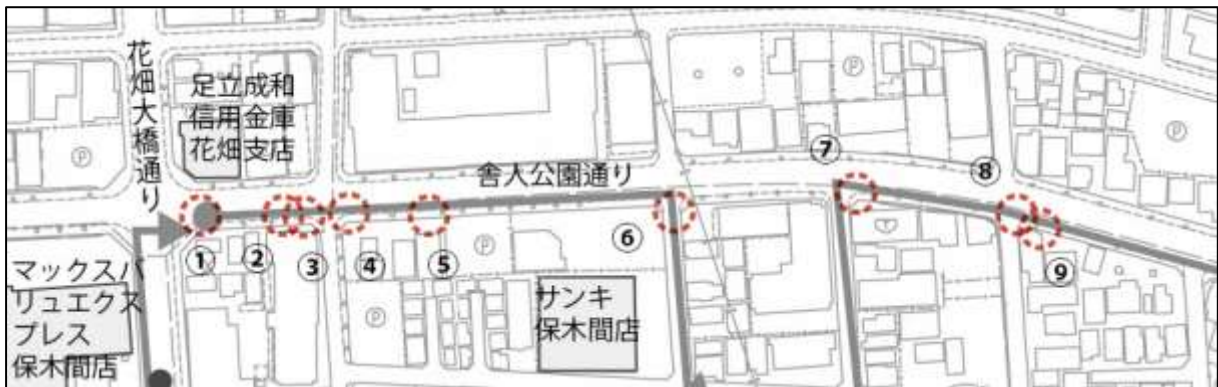 花畑大橋通り
足立成和
信用金庫
花畑支店
Ⓟ
Ⓟ
Ⓟ
舎人公園通り
⑦
⑧
①
②
③
④
⑤
Ⓟ
⑥
⑨
マックスバ
リュエクス
プレス
保木間店
Ⓟ
サンキ
保木間店